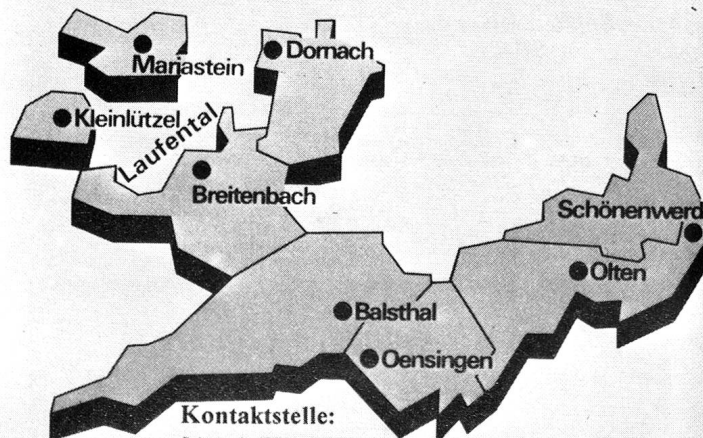 Mariastein
Dornach
Kleinlützel
Laufental
Breitenbach
Schönenwerd
Olten
Balsthal
Oensingen
Kontaktstelle: